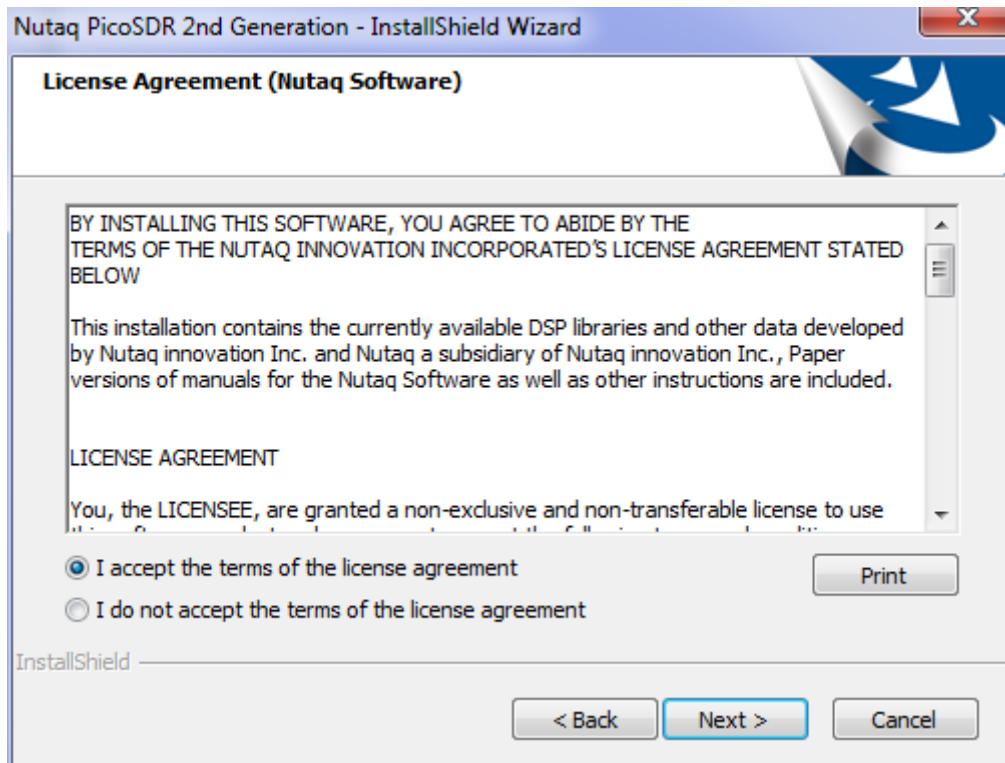 Nutaq PicoSDR 2nd Generation - InstallShield Wizard
License Agreement (Nutaq Software)
BY INSTALLING THIS SOFTWARE, YOU AGREE TO ABIDE BY THE
TERMS OF THE NUTAQ INNOVATION INCORPORATED'S LICENSE AGREEMENT STATED
BELOW
This installation contains the currently available DSP libraries and other data developed
by Nutaq innovation Inc. and Nutaq a subsidiary of Nutaq innovation Inc., Paper
versions of manuals for the Nutaq Software as well as other instructions are included.
LICENSE AGREEMENT
You, the LICENSEE, are granted a non-exclusive and non-transferable license to use
I accept the terms of the license agreement
Print
I do not accept the terms of the license agreement
InstallShield
< Back
Next >
Cancel